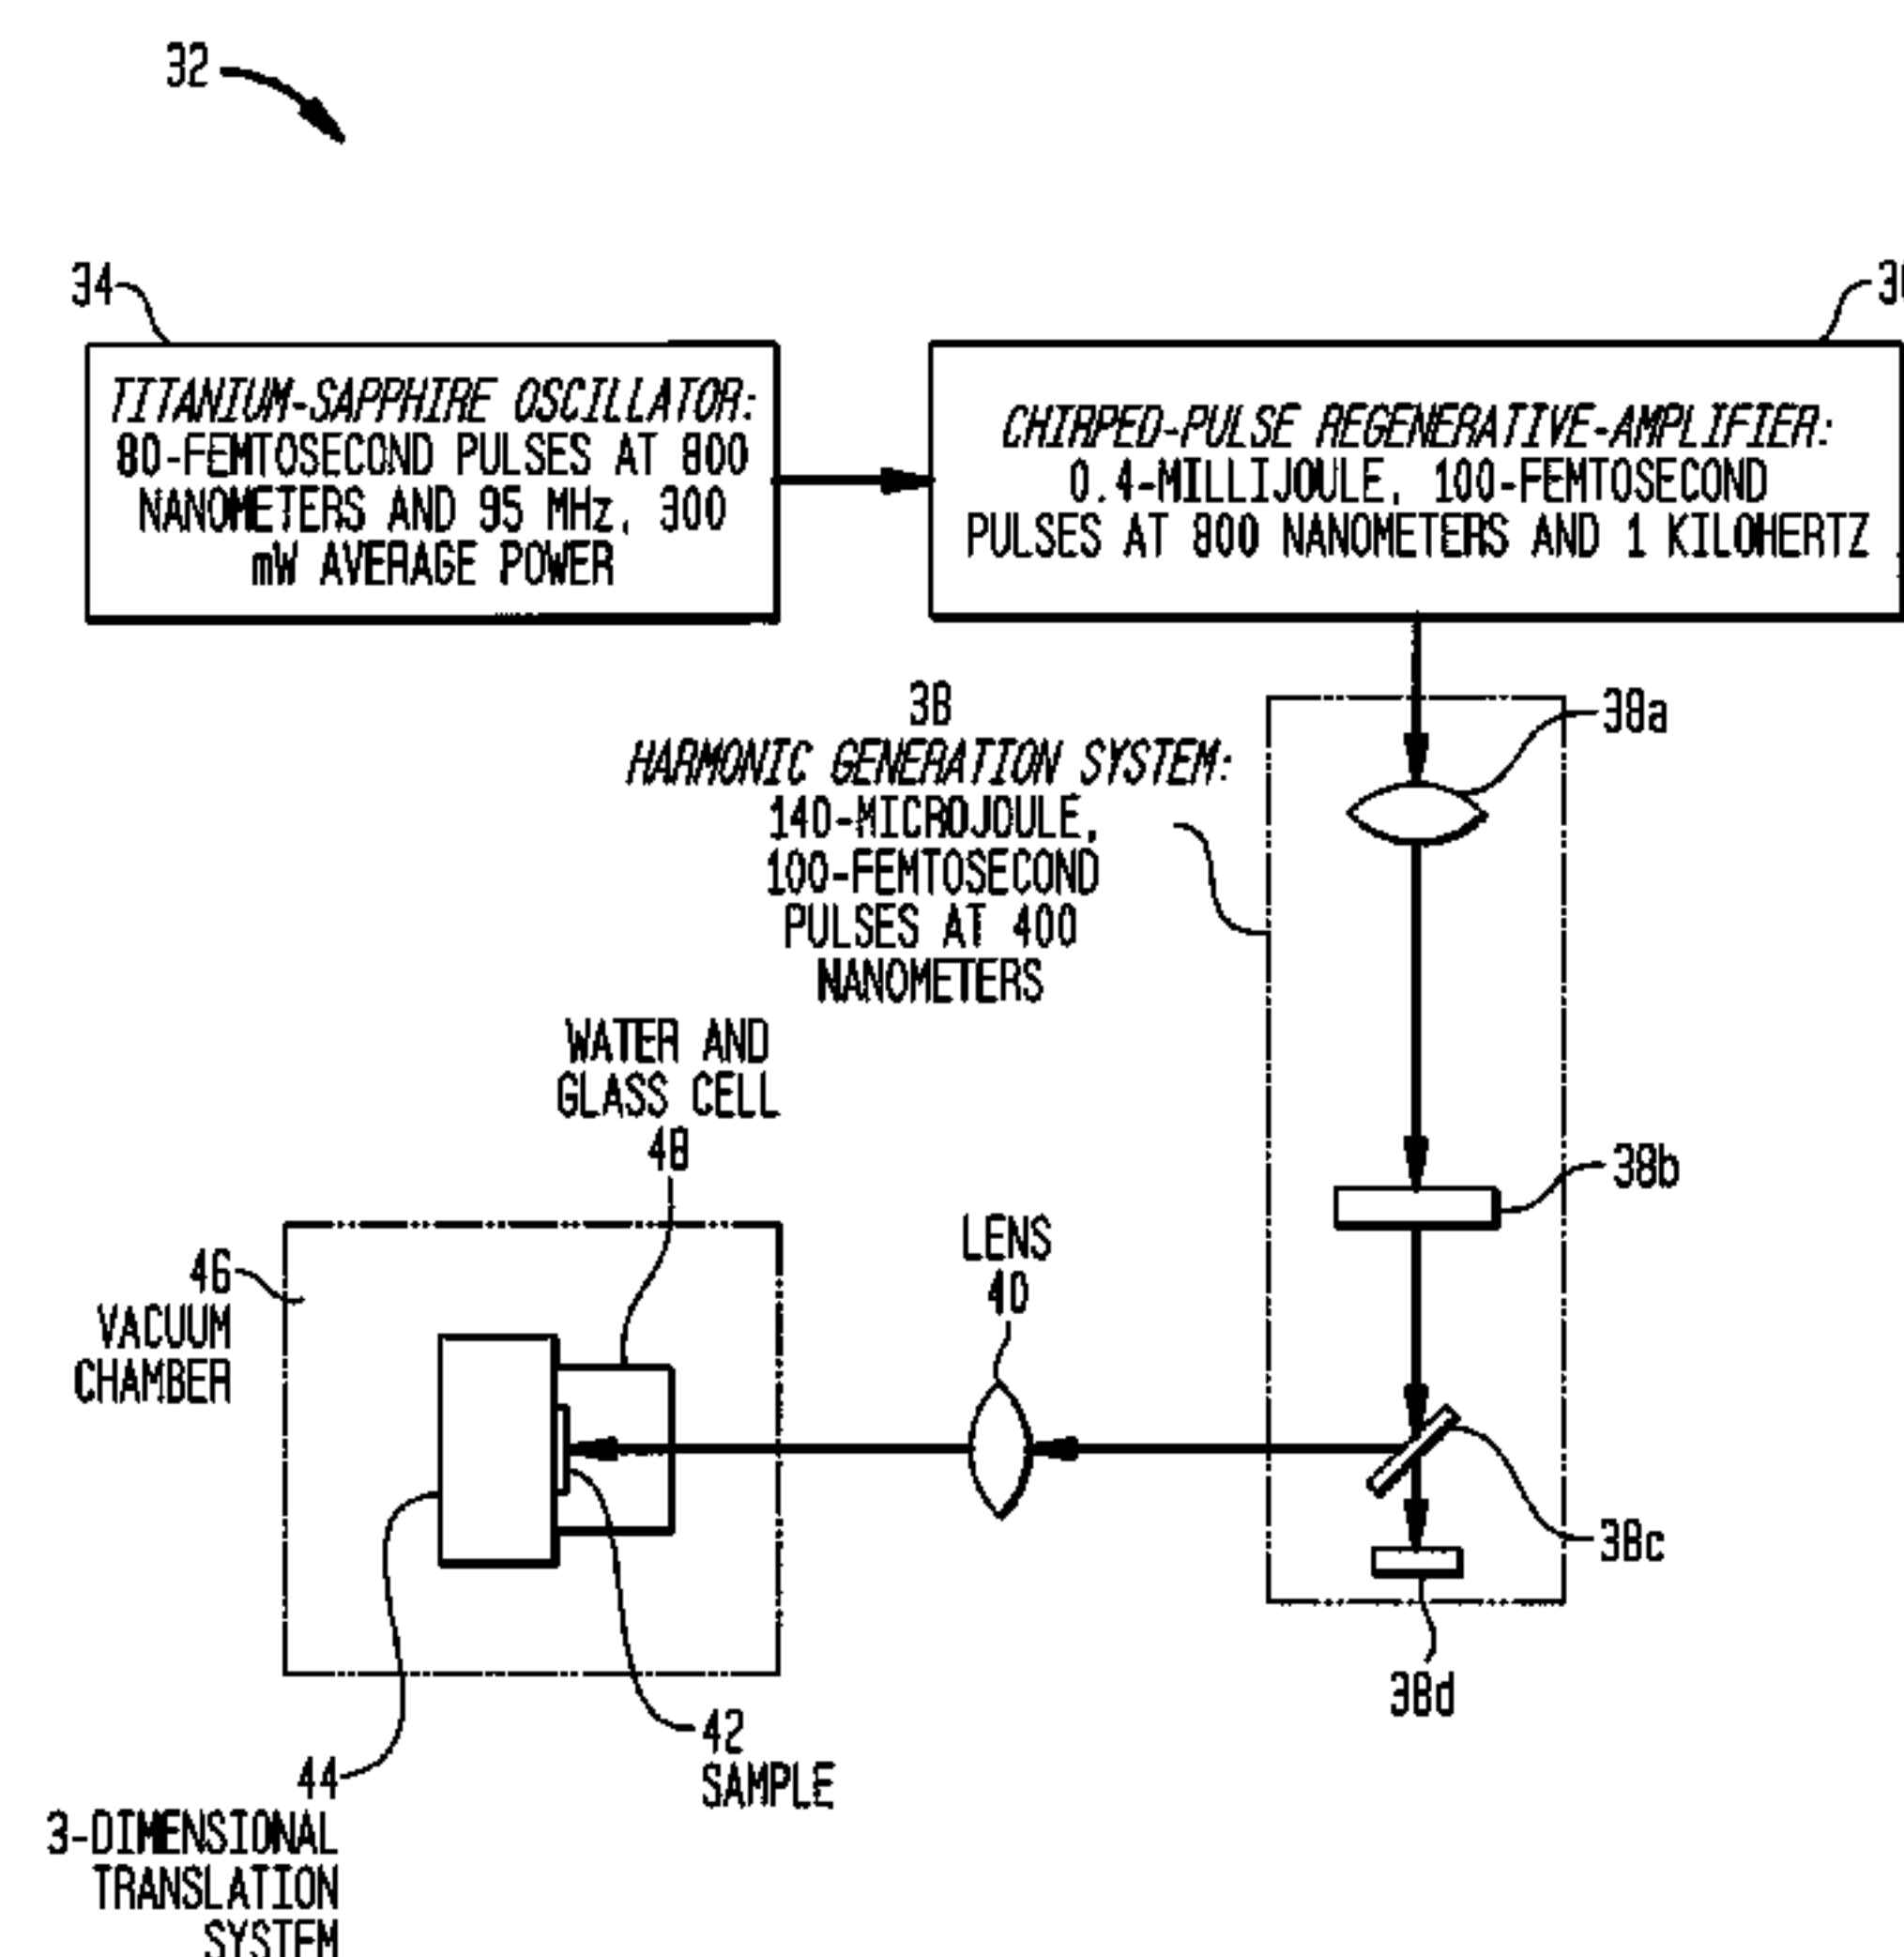 32
34
TITANIUM-SAPPHIRE OSCILLATOR:
80-FEMTOSECOND PULSES AT 800
NANOMETERS AND 95 MHz, 300
mW AVERAGE POWER
CHIRPED-PULSE REGENERATIVE-AMPLIFIER:
0.4-MILLIJOULE, 100-FEMTOSECOND
PULSES AT 800 NANOMETERS AND 1 KILOHERTZ
38
HARMONIC GENERATION SYSTEM:
140-MICROJOULE,
100-FEMTOSECOND
PULSES AT 400
NANOMETERS
38a
38b
38c
38d
WATER AND
GLASS CELL
48
LENS
40
46
VACUUM
CHAMBER
42
SAMPLE
44
3-DIMENSIONAL
TRANSLATION
SYSTEM